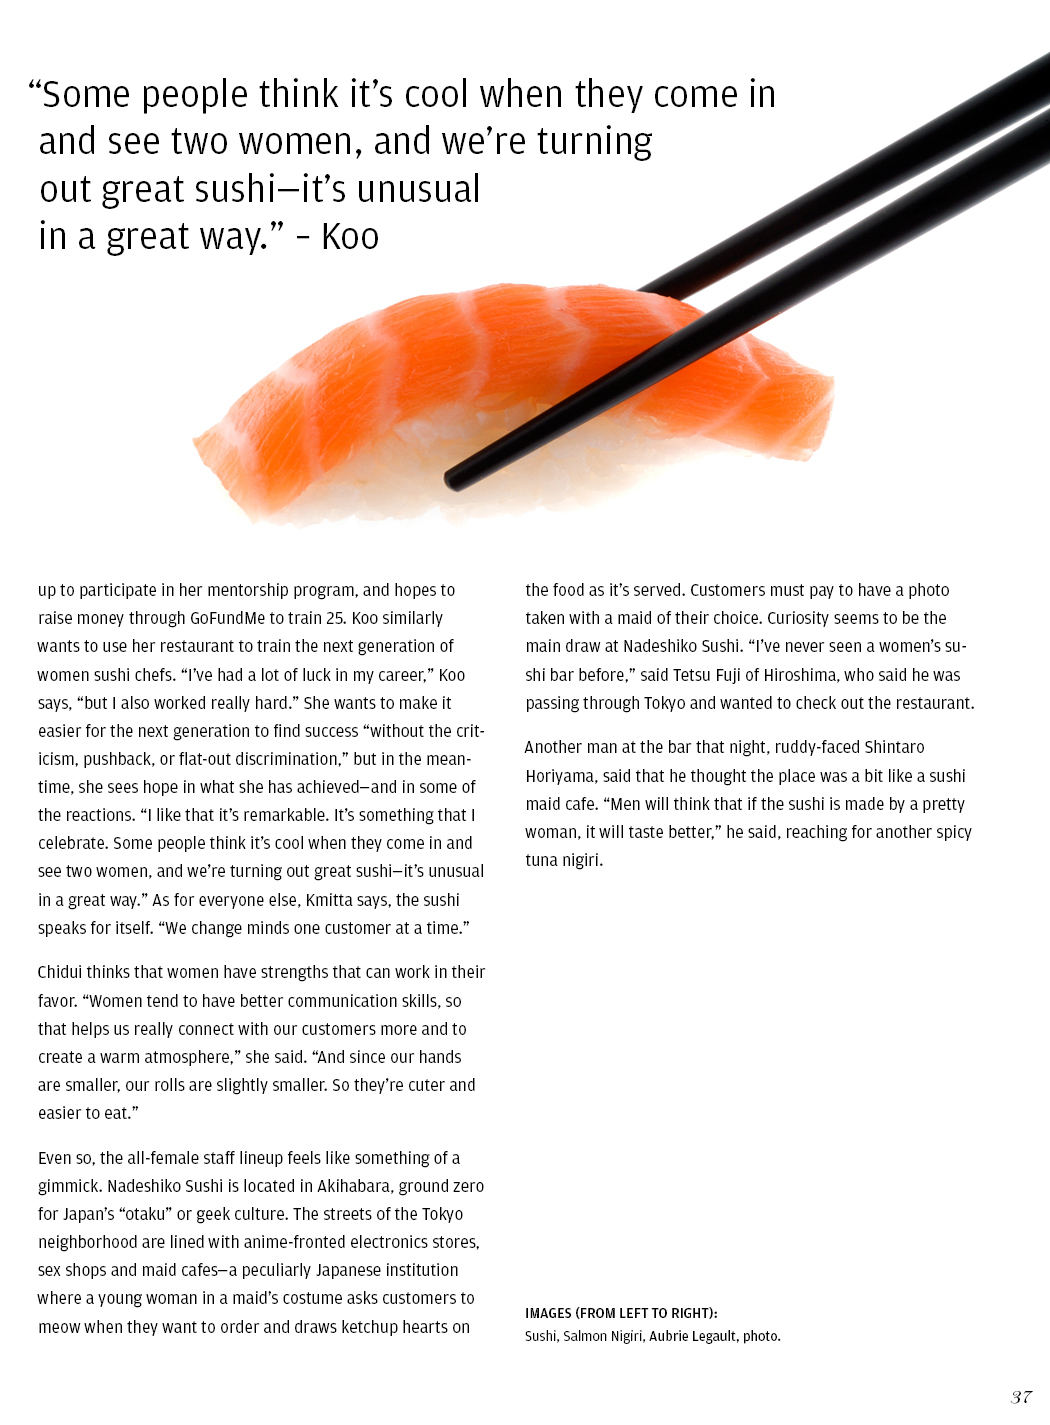 “Some people think it’s cool when they come in
and see two women, and we’re turning
out great sushi—it’s unusual
in a great way.” – Koo
up to participate in her mentorship program, and hopes to
raise money through GoFundMe to train 25. Koo similarly
wants to use her restaurant to train the next generation of
women sushi chefs. “I’ve had a lot of luck in my career,” Koo
says, “but I also worked really hard.” She wants to make it
easier for the next generation to find success “without the crit-
icism, pushback, or flat-out discrimination,” but in the mean-
time, she sees hope in what she has achieved—and in some of
the reactions. “I like that it’s remarkable. It’s something that I
celebrate. Some people think it’s cool when they come in and
see two women, and we’re turning out great sushi—it’s unusual
in a great way.” As for everyone else, Kmitta says, the sushi
speaks for itself. “We change minds one customer at a time.”
Chidui thinks that women have strengths that can work in their
favor. “Women tend to have better communication skills, so
that helps us really connect with our customers more and to
create a warm atmosphere,” she said. “And since our hands
are smaller, our rolls are slightly smaller. So they’re cuter and
easier to eat.”
Even so, the all-female staff lineup feels like something of a
gimmick. Nadeshiko Sushi is located in Akihabara, ground zero
for Japan’s “otaku” or geek culture. The streets of the Tokyo
neighborhood are lined with anime-fronted electronics stores,
sex shops and maid cafes—a peculiarly Japanese institution
where a young woman in a maid’s costume asks customers to
meow when they want to order and draws ketchup hearts on
the food as it’s served. Customers must pay to have a photo
taken with a maid of their choice. Curiosity seems to be the
main draw at Nadeshiko Sushi. “I’ve never seen a women’s su-
shi bar before,” said Tetsu Fuji of Hiroshima, who said he was
passing through Tokyo and wanted to check out the restaurant.
Another man at the bar that night, ruddy-faced Shintaro
Horiyama, said that he thought the place was a bit like a sushi
maid cafe. “Men will think that if the sushi is made by a pretty
woman, it will taste better,” he said, reaching for another spicy
tuna nigiri.
IMAGES (FROM LEFT TO RIGHT):
Sushi, Salmon Nigíri, Aubrie Legault, photo.
37